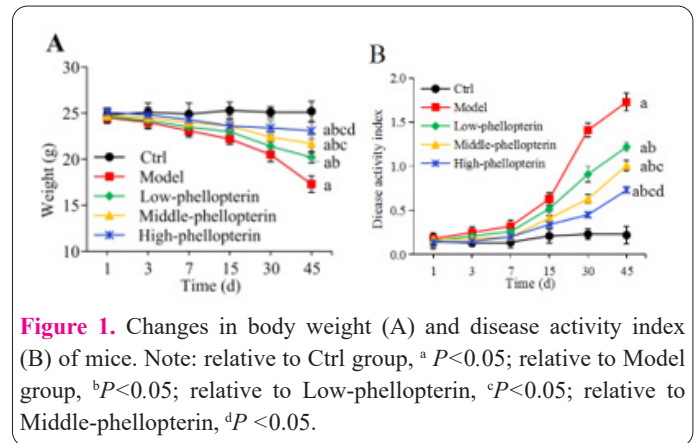 A
30
25
20
15
10
Weight (g)
Ctrl
Model
Low-phellopterin
Middle-phellopterin
High-phellopterin
abcd
abc
ab
a
1 3 7 15 30 45
Time (d)
B
2.0
1.5
1.0
0.5
0.0
Diease activity index
Ctrl
Model
Low-phellopterin
Middle-phellopterin
High-phellopterin
a
ab
abc
abcd
1 3 7 15 30 45
Time (d)
Figure 1. Changes in body weight (A) and disease activity index
(B) of mice. Note: relative to Ctrl group, ᵃ P<0.05; relative to Model
group, ᵇP<0.05; relative to Low-phellopterin, ᶜP<0.05; relative to
Middle-phellopterin, ᵈP <0.05.